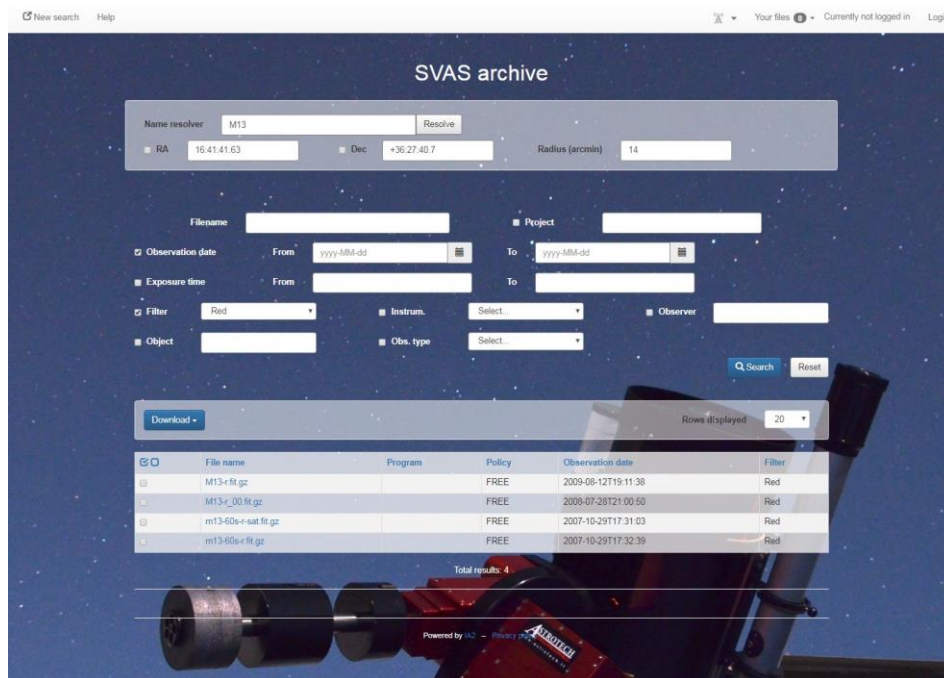 New search Help Your files 0 Currently not logged in Logi
SVAS archive
Name resolver M13 Resolve
RA 16:41:41.63 Dec +36:27:40.7 Radius (arcmin) 14
Filename Project
Observation date From yyyy-MM-dd To yyyy-MM-dd
Exposure time From To
Filter Red Instrum. Select... Observer
Object Obs. type Select...
Search Reset
Download Rows displayed 20
File name Program Policy Observation date Filter
M13-r.fit.gz FREE 2009-08-12T19:11:38 Red
M13-r_00.fit.gz FREE 2008-07-28T21:00:50 Red
m13-60s-r-sat.fit.gz FREE 2007-10-29T17:31:03 Red
m13-60s-r.fit.gz FREE 2007-10-29T17:32:39 Red
Total results: 4
Powered by IA2 – Privacy
ASTROTECH